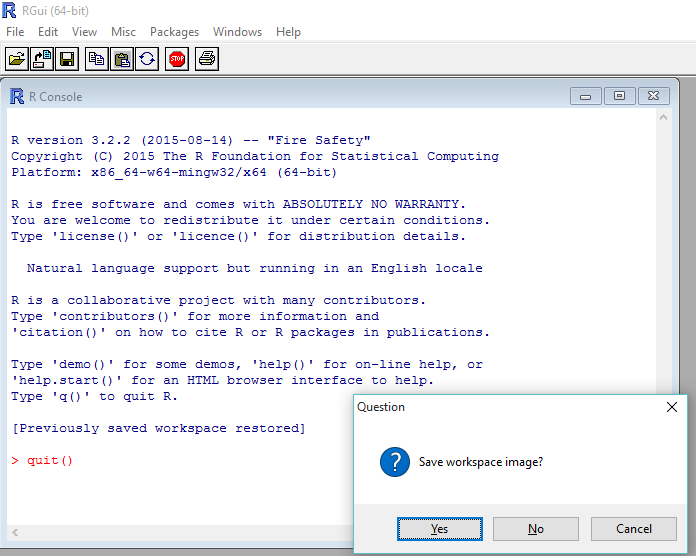 RGui (64-bit)
File Edit View Misc Packages Windows Help
STOP
R Console
R version 3.2.2 (2015-08-14) -- "Fire Safety"
Copyright (C) 2015 The R Foundation for Statistical Computing
Platform: x86_64-w64-mingw32/x64 (64-bit)
R is free software and comes with ABSOLUTELY NO WARRANTY.
You are welcome to redistribute it under certain conditions.
Type 'license()' or 'licence()' for distribution details.
Natural language support but running in an English locale
R is a collaborative project with many contributors.
Type 'contributors()' for more information and
'citation()' on how to cite R or R packages in publications.
Type 'demo()' for some demos, 'help()' for on-line help, or
'help.start()' for an HTML browser interface to help.
Type 'q()' to quit R.
[Previously saved workspace restored]
> quit()
Question
Save workspace image?
Yes No Cancel